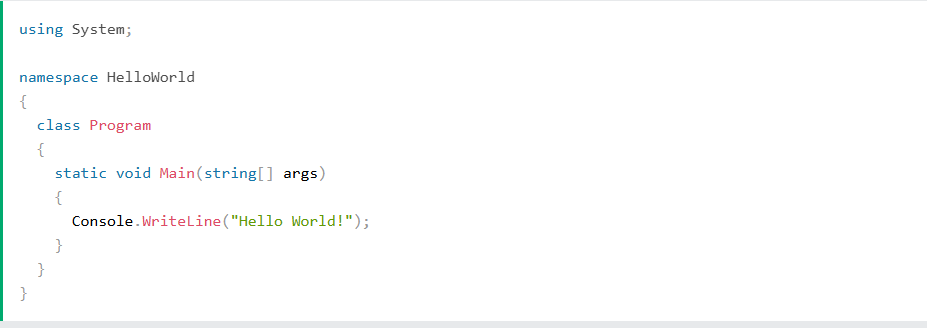 using System;

namespace HelloWorld
{
  class Program
  {
    static void Main(string[] args)
    {
      Console.WriteLine("Hello World!");
    }
  }
}